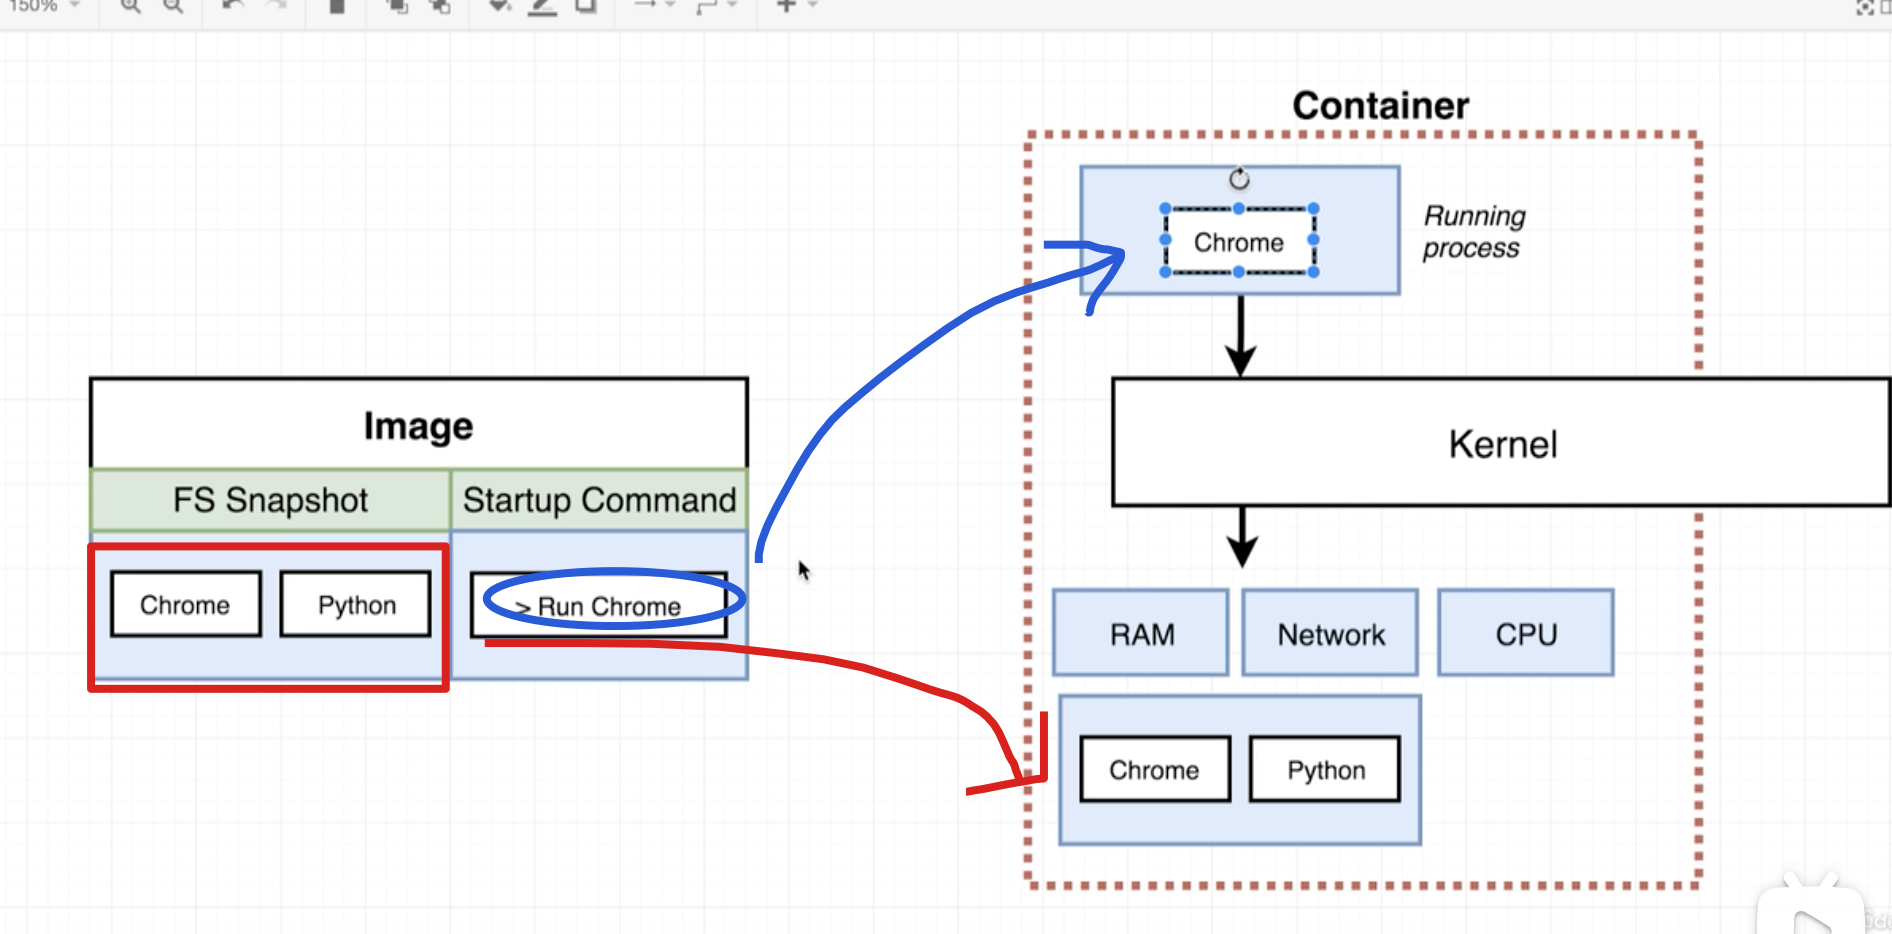 150%
Container
Chrome
Running
process
Image
Kernel
FS Snapshot
Startup Command
Chrome
Python
> Run Chrome
RAM
Network
CPU
Chrome
Python